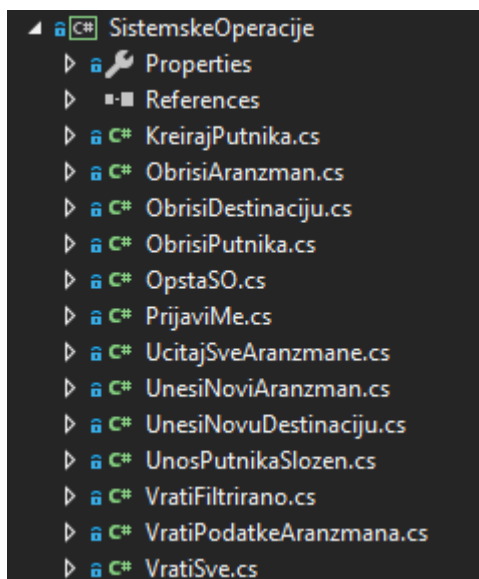 C# SistemskeOperacije
Properties
References
C# KreirajPutnika.cs
C# ObrisiAranzman.cs
C# ObrisiDestinaciju.cs
C# ObrisiPutnika.cs
C# OpstaSO.cs
C# PrijaviMe.cs
C# UcitajSveAranzmane.cs
C# UnesiNoviAranzman.cs
C# UnesiNovuDestinaciju.cs
C# UnosPutnikaSlozen.cs
C# VratiFiltrirano.cs
C# VratiPodatkeAranzmana.cs
C# VratiSve.cs